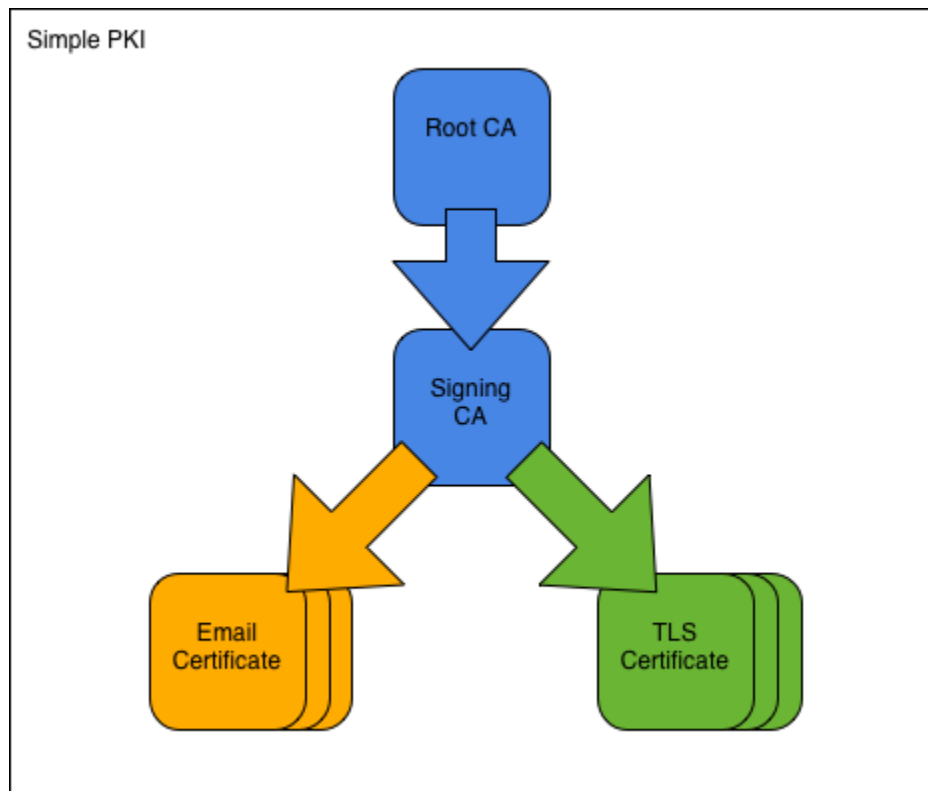 Simple PKI
Root CA
Signing
CA
Email
Certificate
TLS
Certificate